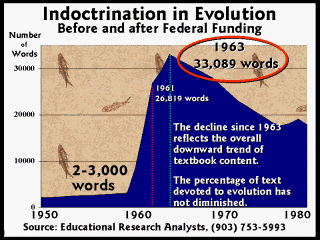 Indoctrination in Evolution
Before and after Federal Funding
Number
of
Words
1963
33,089 words
30000
1961
26,819 words
20000
The decline since 1963
reflects the overall
downward trend of
textbook content.
10000
2-3,000
words
The percentage of text
devoted to evolution has
not diminished.
0
1950
1960
1970
1980
Source: Educational Research Analysts, (903) 753-5993